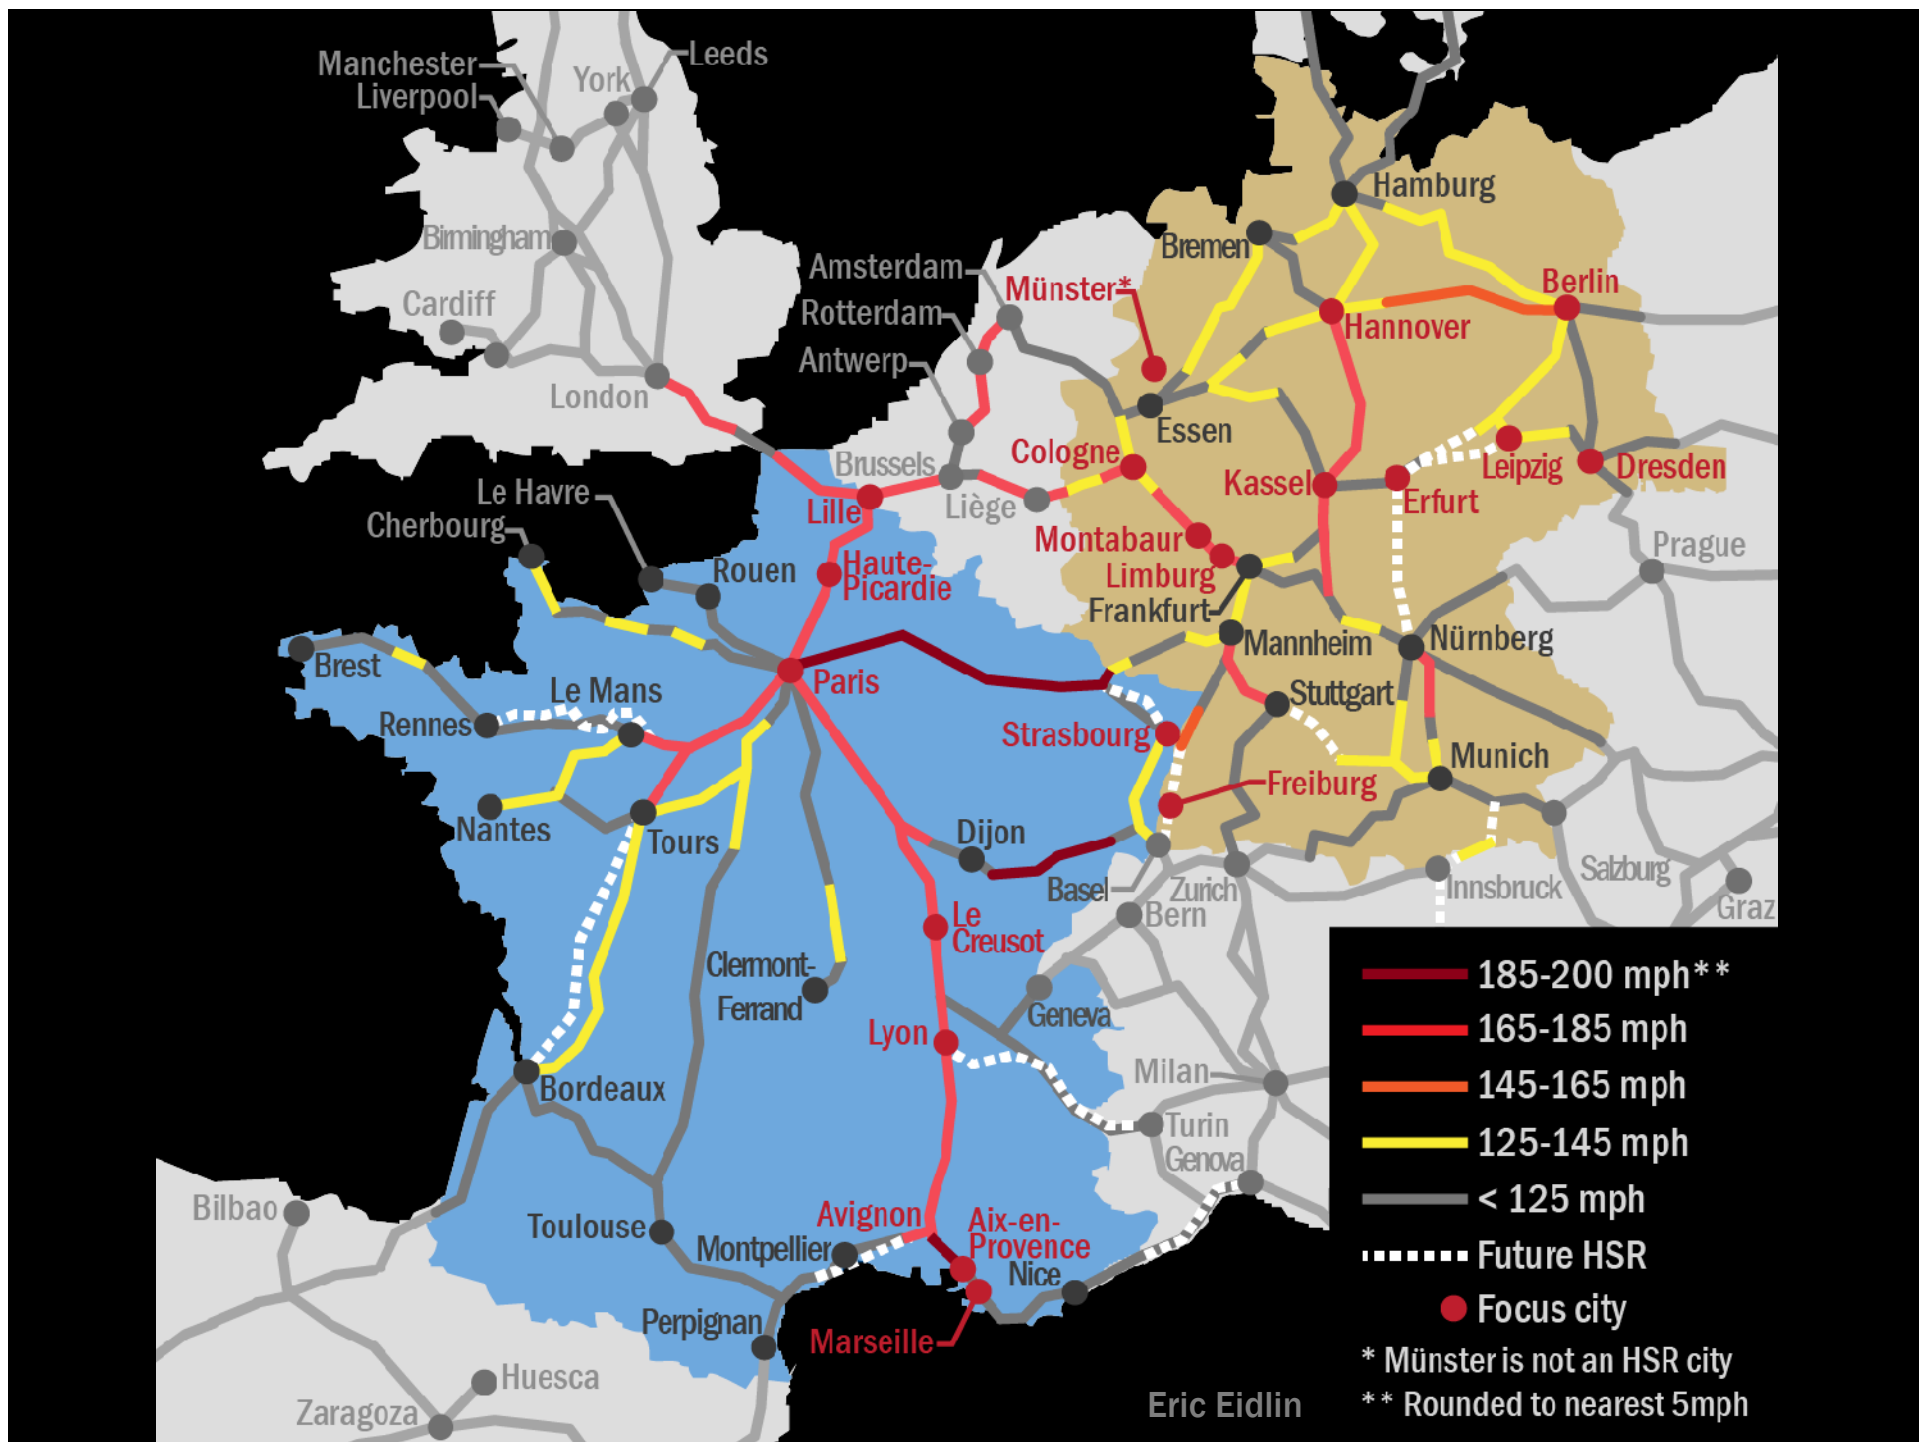 Leeds
Manchester
York
Liverpool
Birmingham
Cardiff
London
Hamburg
Bremen
Amsterdam
Münster*
Berlin
Rotterdam
Hannover
Antwerp
Essen
Cologne
Brussels
Liège
Kassel
Leipzig
Dresden
Erfurt
Le Havre
Lille
Cherbourg
Montabaur
Prague
Haute-
Picardie
Rouen
Limburg
Frankfurt
Brest
Mannheim
Nürnberg
Paris
Le Mans
Stuttgart
Rennes
Strasbourg
Munich
Freiburg
Nantes
Tours
Dijon
Basel
Zurich
Innsbruck
Salzburg
Graz
Bern
Le
Creusot
Clermont-
Ferrand
Geneva
Lyon
Milan
Bordeaux
Turin
Genova
Bilbao
Toulouse
Montpellier
Avignon
Aix-en-
Provence
Nice
Perpignan
Marseille
Huesca
Zaragoza
Eric Eidlin
185-200 mph**
165-185 mph
145-165 mph
125-145 mph
< 125 mph
Future HSR
Focus city
* Münster is not an HSR city
** Rounded to nearest 5mph